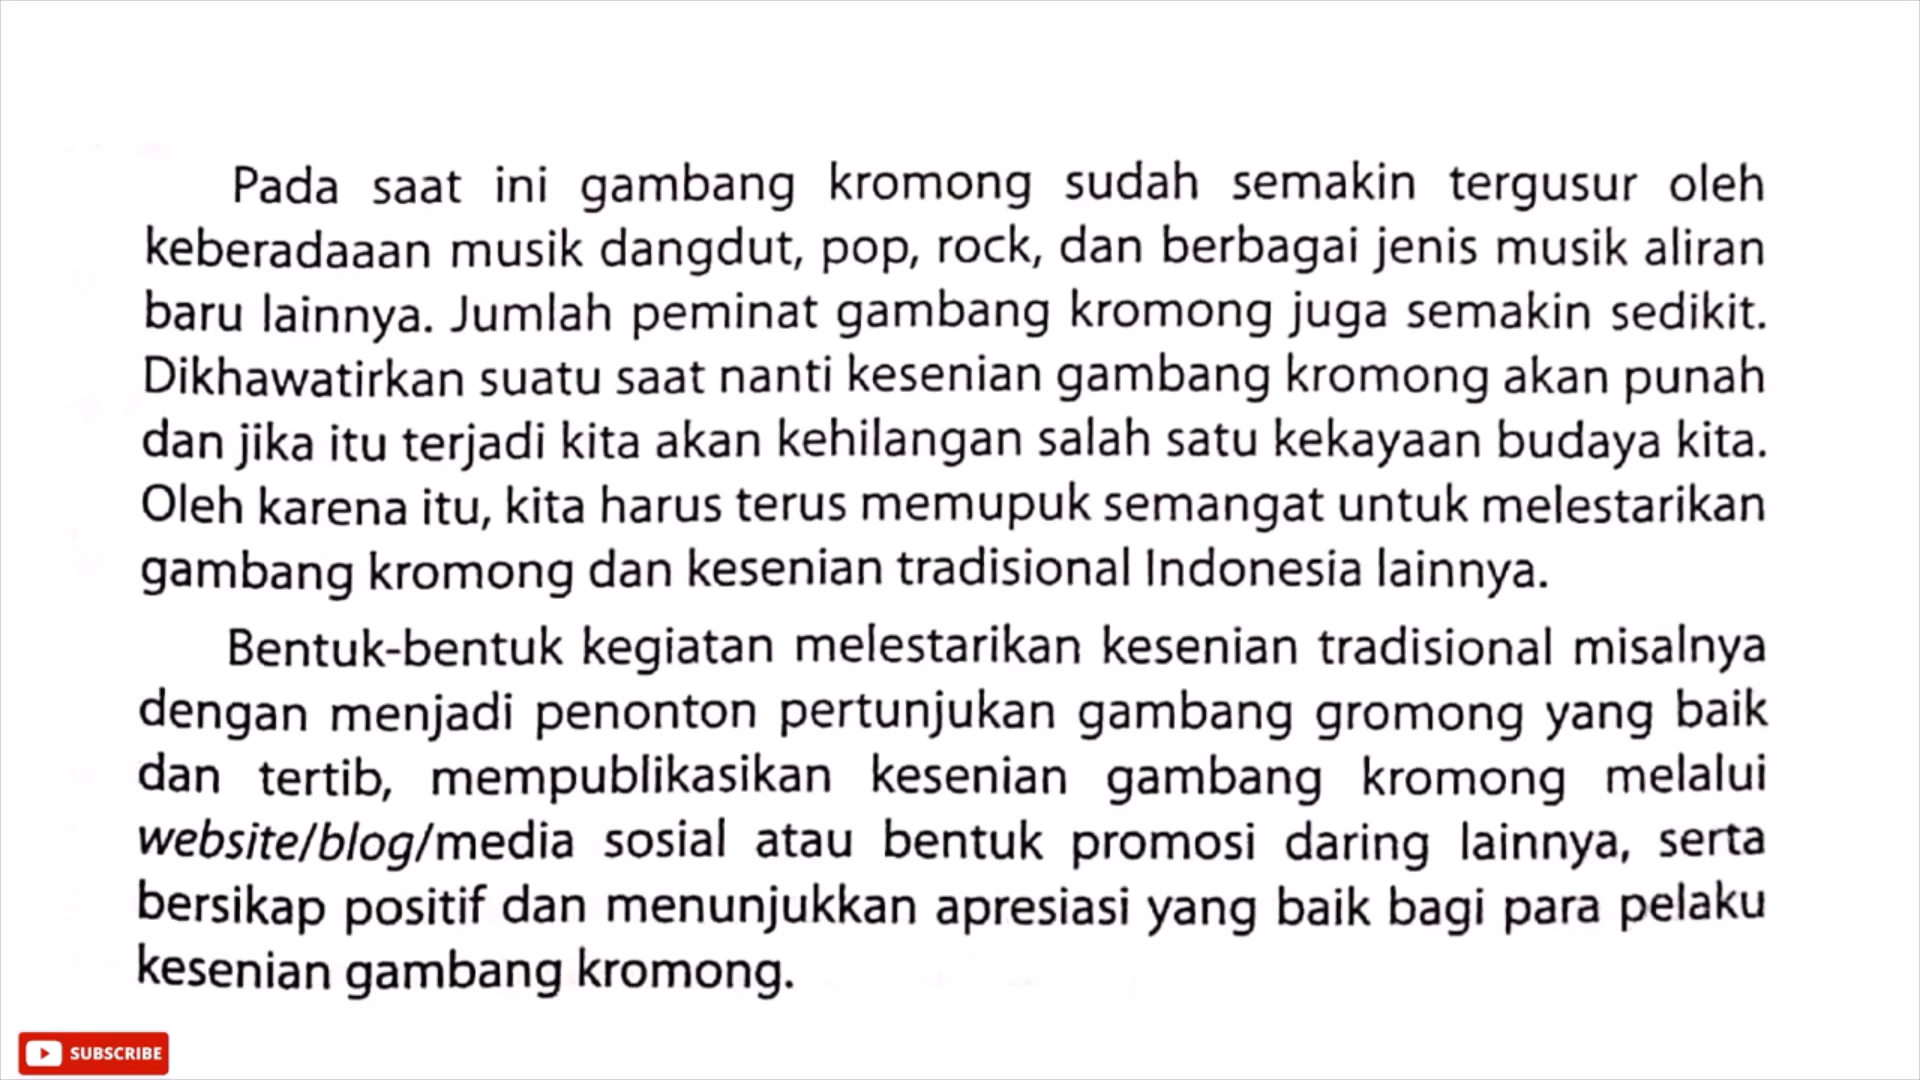 Pada saat ini gambang kromong sudah semakin tergusur oleh
keberadaaan musik dangdut, pop, rock, dan berbagai jenis musik aliran
baru lainnya. Jumlah peminat gambang kromong juga semakin sedikit.
Dikhawatirkan suatu saat nanti kesenian gambang kromong akan punah
dan jika itu terjadi kita akan kehilangan salah satu kekayaan budaya kita.
Oleh karena itu, kita harus terus memupuk semangat untuk melestarikan
gambang kromong dan kesenian tradisional Indonesia lainnya.
Bentuk-bentuk kegiatan melestarikan kesenian tradisional misalnya
dengan menjadi penonton pertunjukan gambang gromong yang baik
dan tertib, mempublikasikan kesenian gambang kromong melalui
website/blog/media sosial atau bentuk promosi daring lainnya, serta
bersikap positif dan menunjukkan apresiasi yang baik bagi para pelaku
kesenian gambang kromong.
SUBSCRIBE